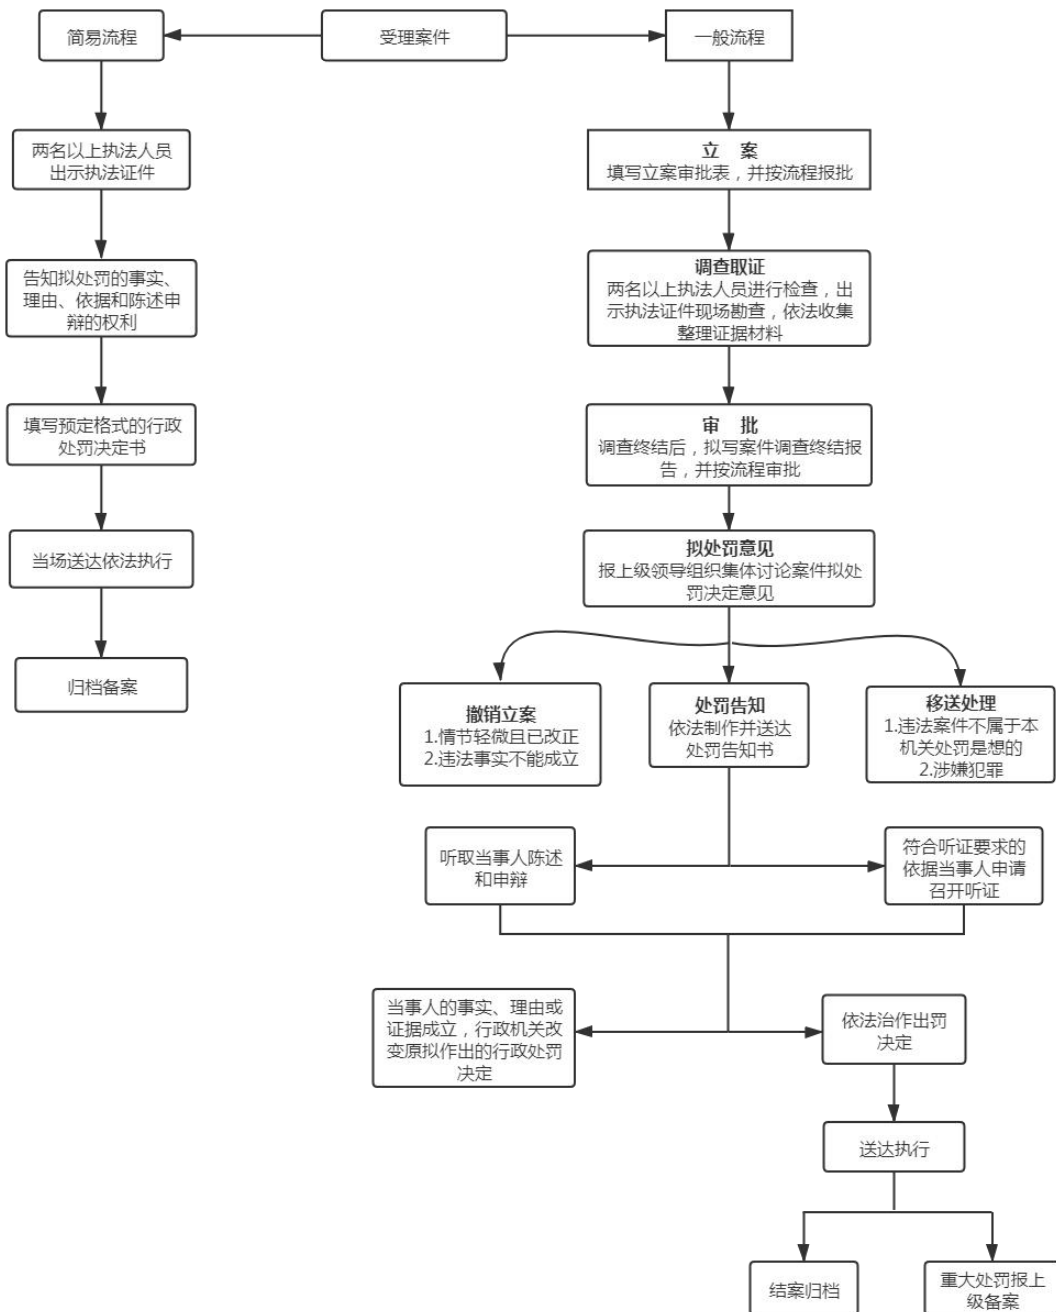 简易流程
受理案件
一般流程
两名以上执法人员
出示执法证件
立 案
填写立案审批表，并按流程报批
告知拟处罚的事实、
理由、依据和陈述申
辩的权利
调查取证
两名以上执法人员进行检查，出
示执法证件现场勘查，依法收集
整理证据材料
填写预定格式的行政
处罚决定书
审 批
调查终结后，拟写案件调查终结报
告，并按流程审批
当场送达依法执行
拟处罚意见
报上级领导组织集体讨论案件拟处
罚决定意见
归档备案
撤销立案
1.情节轻微且已改正
2.违法事实不能成立
处罚告知
依法制作并送达
处罚告知书
移送处理
1.违法案件不属于本
机关处罚是想的
2.涉嫌犯罪
听取当事人陈述
和申辩
符合听证要求的
依据当事人申请
召开听证
当事人的事实、理由或
证据成立，行政机关改
变原拟作出的行政处罚
决定
依法治作出罚
决定
送达执行
结案归档
重大处罚报上
级备案